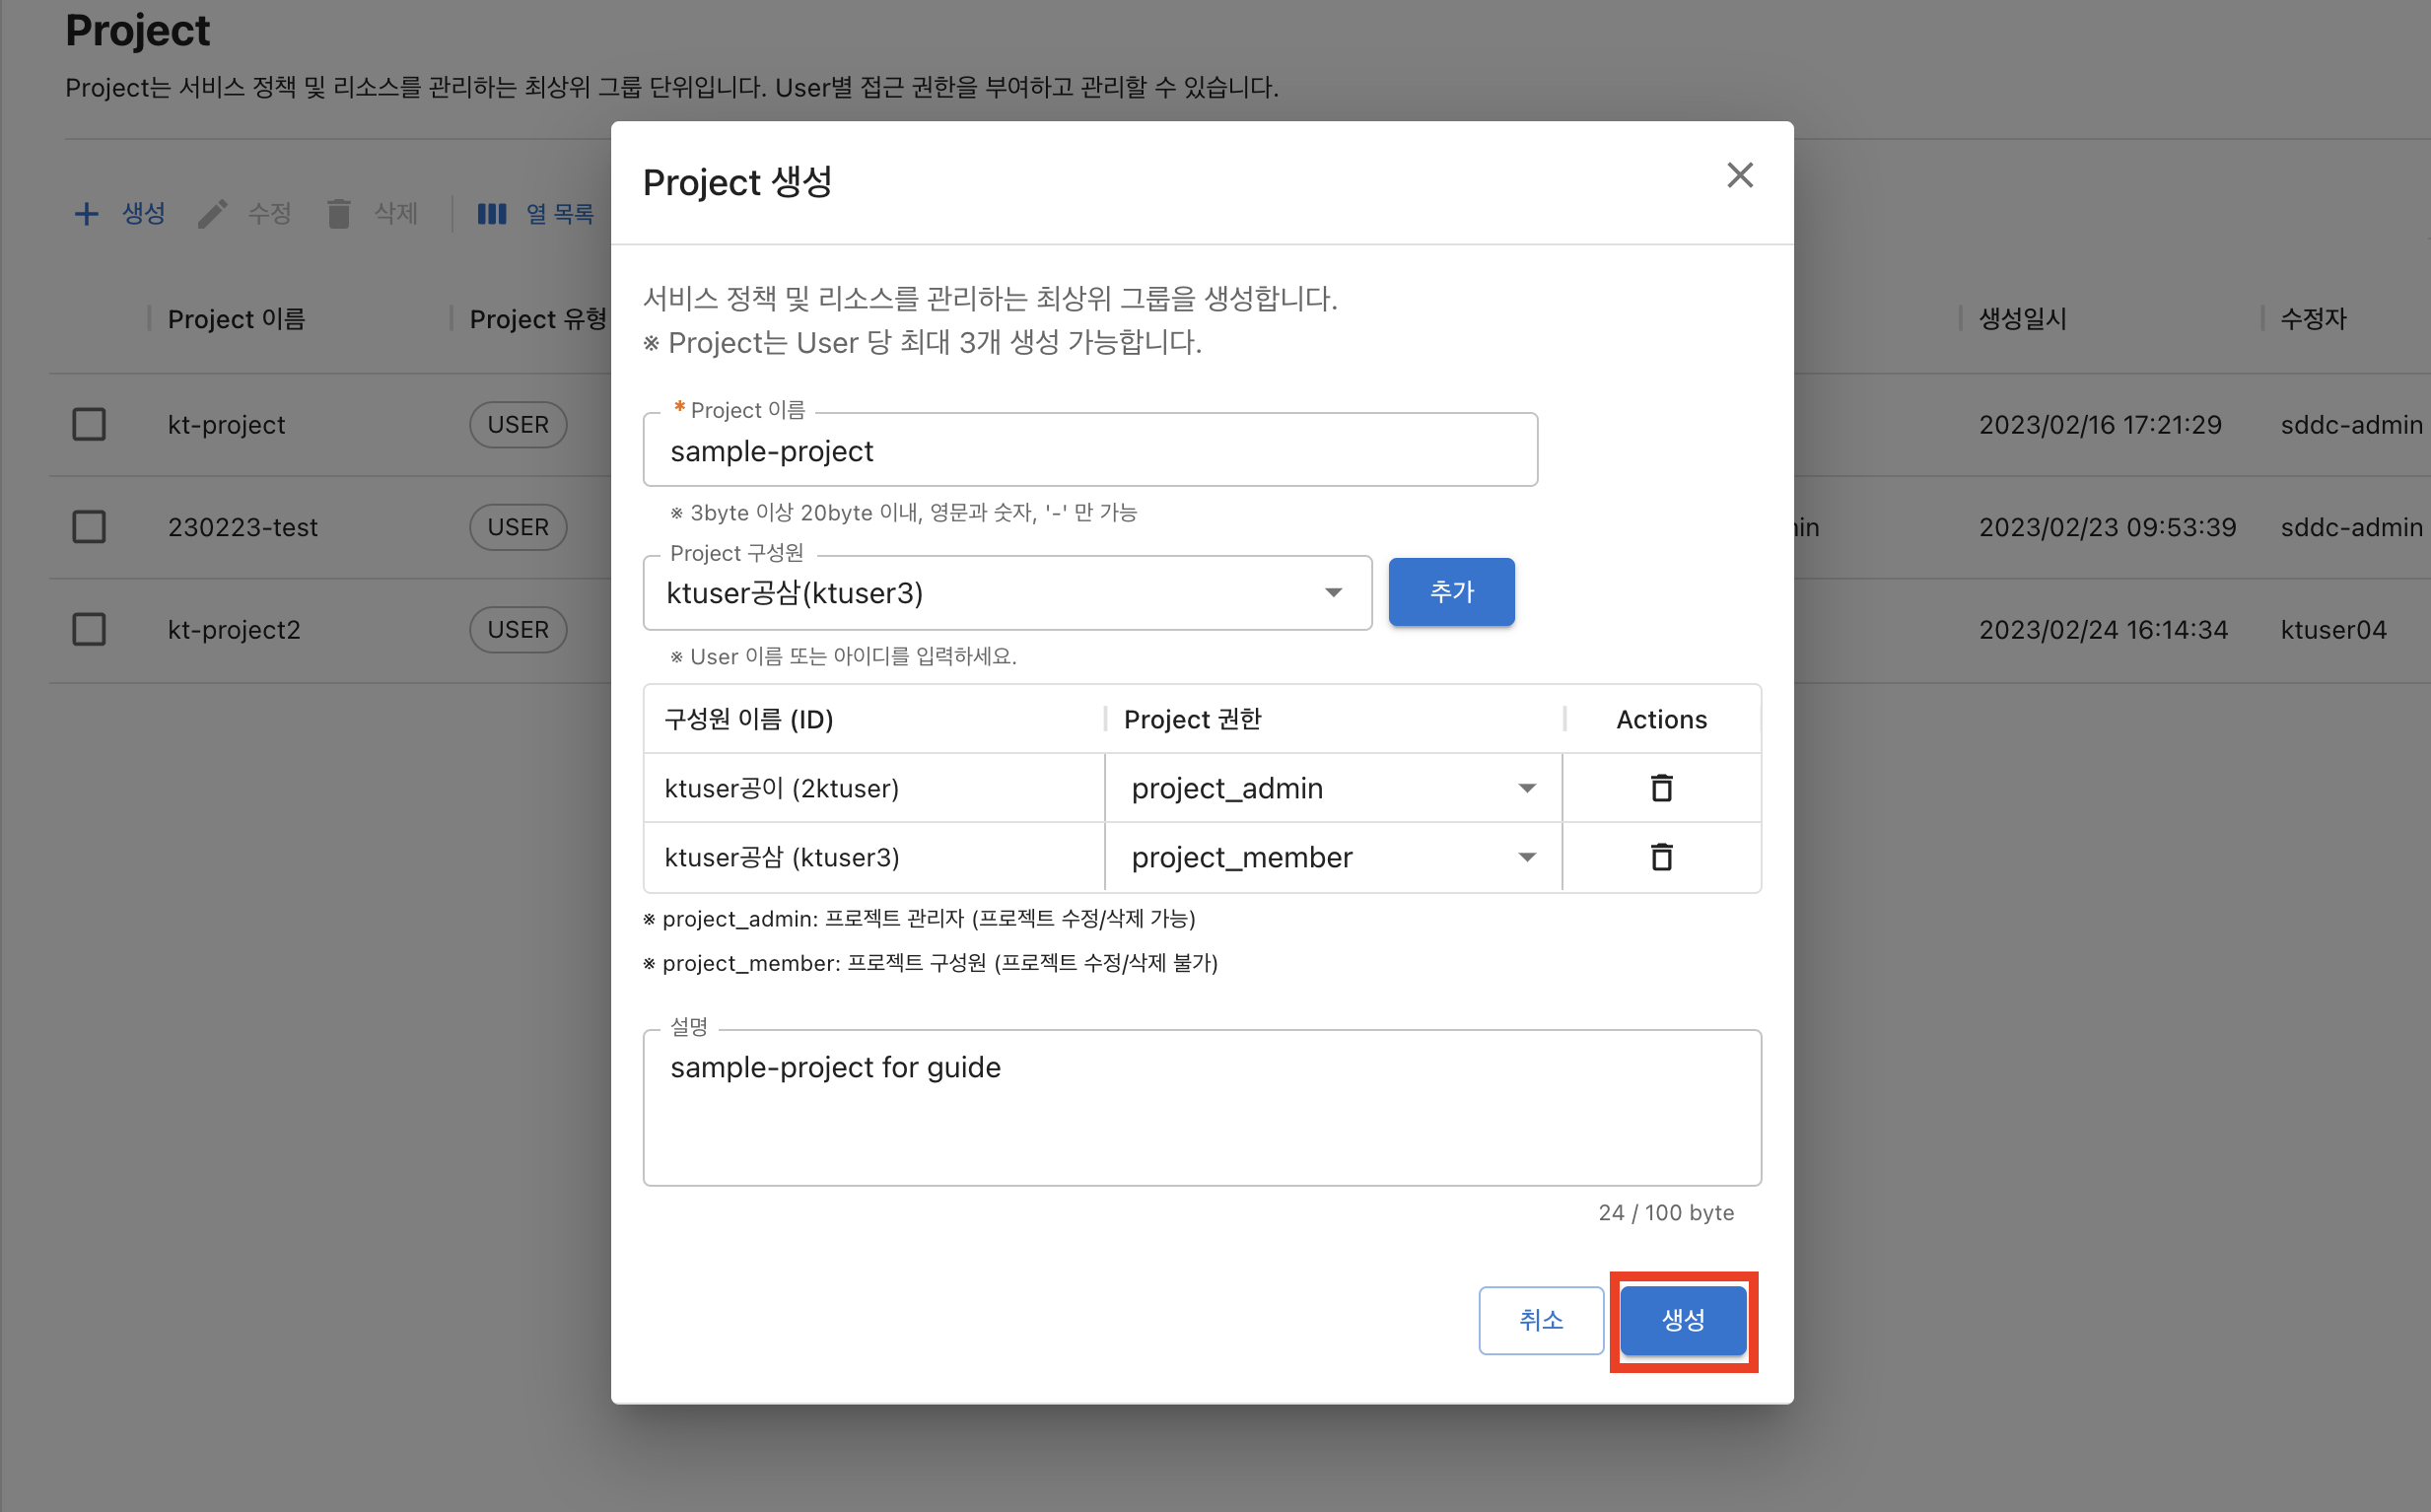 Project
Project는 서비스 정책 및 리소스를 관리하는 최상위 그룹 단위입니다. User별 접근 권한을 부여하고 관리할 수 있습니다.
생성 수정 삭제 열 목록
Project 이름 Project 유형 생성일시 수정자
kt-project USER 2023/02/16 17:21:29 sddc-admin
230223-test USER in 2023/02/23 09:53:39 sddc-admin
kt-project2 USER 2023/02/24 16:14:34 ktuser04
Project 생성
서비스 정책 및 리소스를 관리하는 최상위 그룹을 생성합니다.
※ Project는 User 당 최대 3개 생성 가능합니다.
* Project 이름
sample-project
※ 3byte 이상 20byte 이내, 영문과 숫자, '-' 만 가능
Project 구성원
ktuser공삼(ktuser3) 추가
※ User 이름 또는 아이디를 입력하세요.
구성원 이름 (ID) Project 권한 Actions
ktuser공이 (2ktuser) project_admin
ktuser공삼 (ktuser3) project_member
※ project_admin: 프로젝트 관리자 (프로젝트 수정/삭제 가능)
※ project_member: 프로젝트 구성원 (프로젝트 수정/삭제 불가)
설명
sample-project for guide
24 / 100 byte
취소 생성